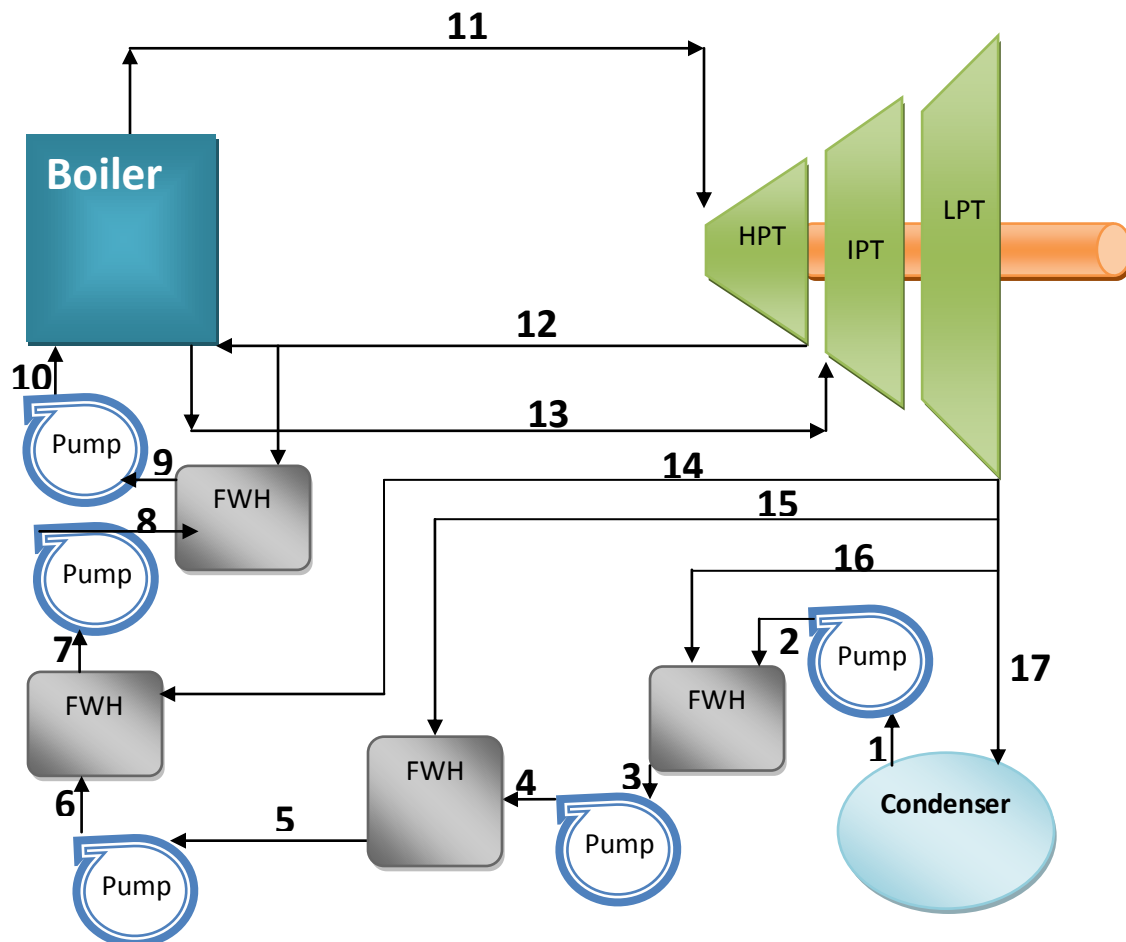 11
Boiler
HPT
IPT
LPT
12
10
Pump
13
9
FWH
14
8
15
Pump
16
7
2
Pump
17
FWH
FWH
1
FWH
3
4
Condenser
6
5
Pump
Pump